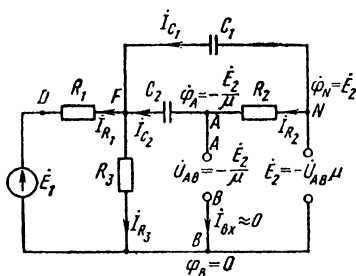 İ_C₁ C₁
C₂ φ̇_A=-Ė₂/μ φ̇_N=Ė₂
D R₁ F A R₂ N
İ_R₁ İ_C₂ A İ_R₂
Ė₁ R₃ U̇_AB=-Ė₂/μ Ė₂=-U̇_ABμ
B
İ_R₃ İ_вх≈0
B
φ_B=0